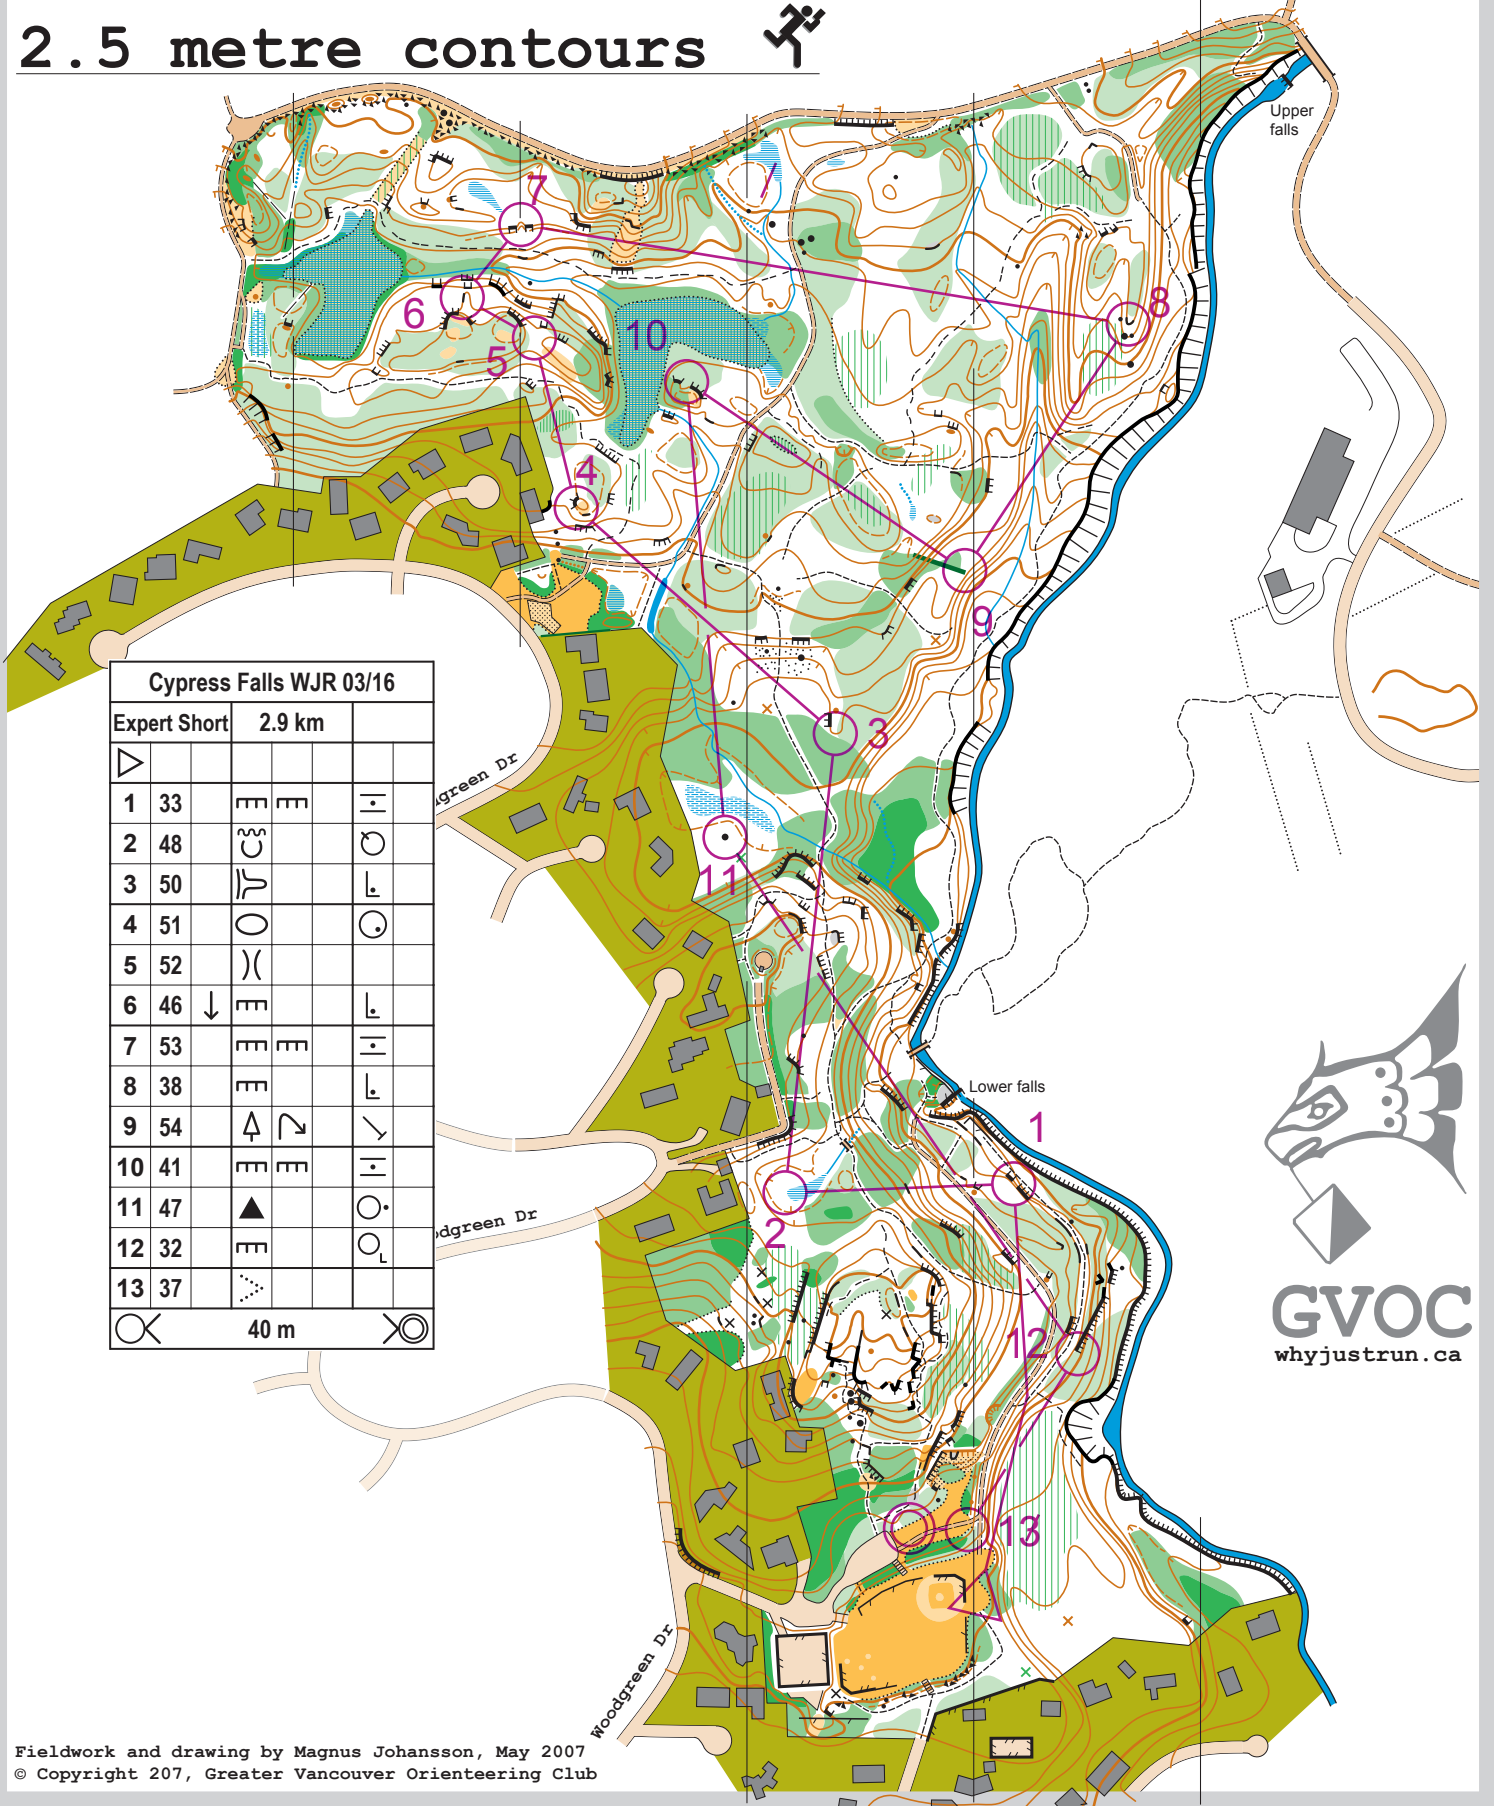 2.5 metre contours
Upper
falls
7
8
6
10
5
4
9
3
11
Cypress Falls WJR 03/16
Expert Short 2.9 km
1 33
2 48
3 50
4 51
5 52
6 46
7 53
8 38
9 54
10 41
11 47
12 32
13 37
40 m
green Dr
dgreen Dr
Lower falls
1
2
12
13
GVOC
whyjustrun.ca
Woodgreen Dr
Fieldwork and drawing by Magnus Johansson, May 2007
© Copyright 207, Greater Vancouver Orienteering Club